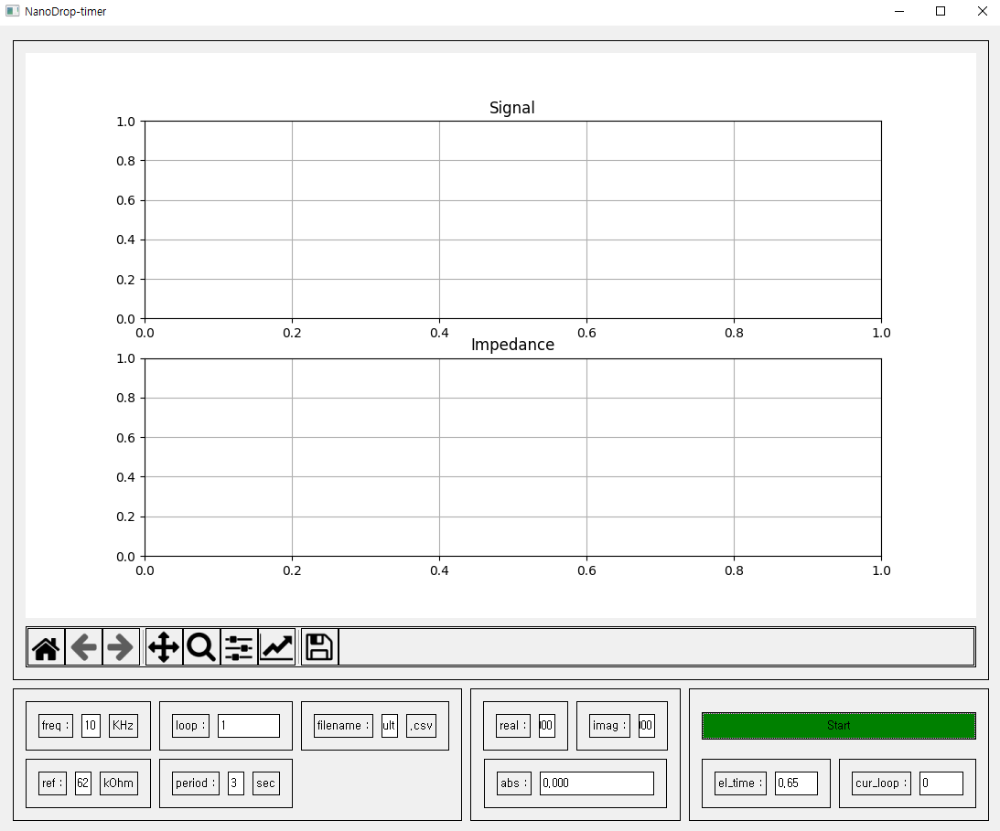 NanoDrop-timer
Signal
1.0
0.8
0.6
0.4
0.2
0.0
0.0 0.2 0.4 0.6 0.8 1.0
Impedance
1.0
0.8
0.6
0.4
0.2
0.0
0.0 0.2 0.4 0.6 0.8 1.0
freq : 10 KHz
loop : 1
filename : ult .csv
real : 00
imag : 00
Start
ref : 62 kOhm
period : 3 sec
abs : 0,000
el_time : 0,65
cur_loop : 0